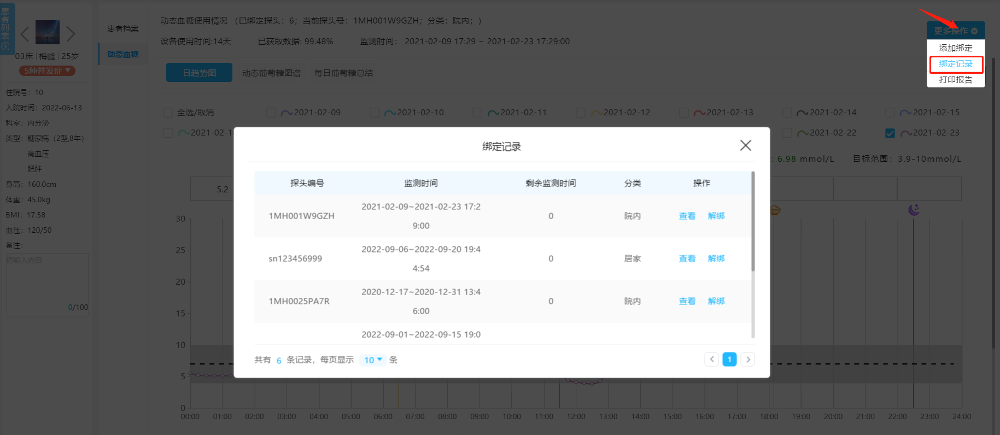 患者列表
03床 | 梅峰 | 25岁
5种并发症
住院号：10
入院时间：2022-06-13
科室：内分泌
类型：糖尿病（2型,8年）
高血压
肥胖
身高：160.0cm
体重：45.0kg
BMI：17.58
血压：120/50
备注：
请输入内容
0/100
患者档案
动态血糖
动态血糖使用情况 （已绑定探头：6；当前探头号：1MH001W9GZH；分类：院内；）
设备使用时间:14天 已获取数据: 99.48% 监测时间： 2021-02-09 17:29 ~ 2021-02-23 17:29:00
更多操作
添加绑定
绑定记录
打印报告
日趋势图 动态葡萄糖图谱 每日葡萄糖总结
全选/取消 2021-02-09 2021-02-10 2021-02-11 2021-02-12 2021-02-13 2021-02-14 2021-02-15
2021-02-1 2021-02-22 2021-02-23
: 6.98 mmol/L 目标范围：3.9-10mmol/L
5.2
绑定记录
探头编号 监测时间 剩余监测时间 分类 操作
1MH001W9GZH 2021-02-09~2021-02-23 17:2
9:00 0 院内 查看 解绑
sn123456999 2022-09-06~2022-09-20 19:4
4:54 0 居家 查看 解绑
1MH0025PA7R 2020-12-17~2020-12-31 13:4
6:00 0 院内 查看 解绑
2022-09-01~2022-09-15 19:0
共有 6 条记录，每页显示 10 条
1
30
25
20
15
10
5
0
00:00 01:00 02:00 03:00 04:00 05:00 06:00 07:00 08:00 09:00 10:00 11:00 12:00 13:00 14:00 15:00 16:00 17:00 18:00 19:00 20:00 21:00 22:00 23:00 24:00